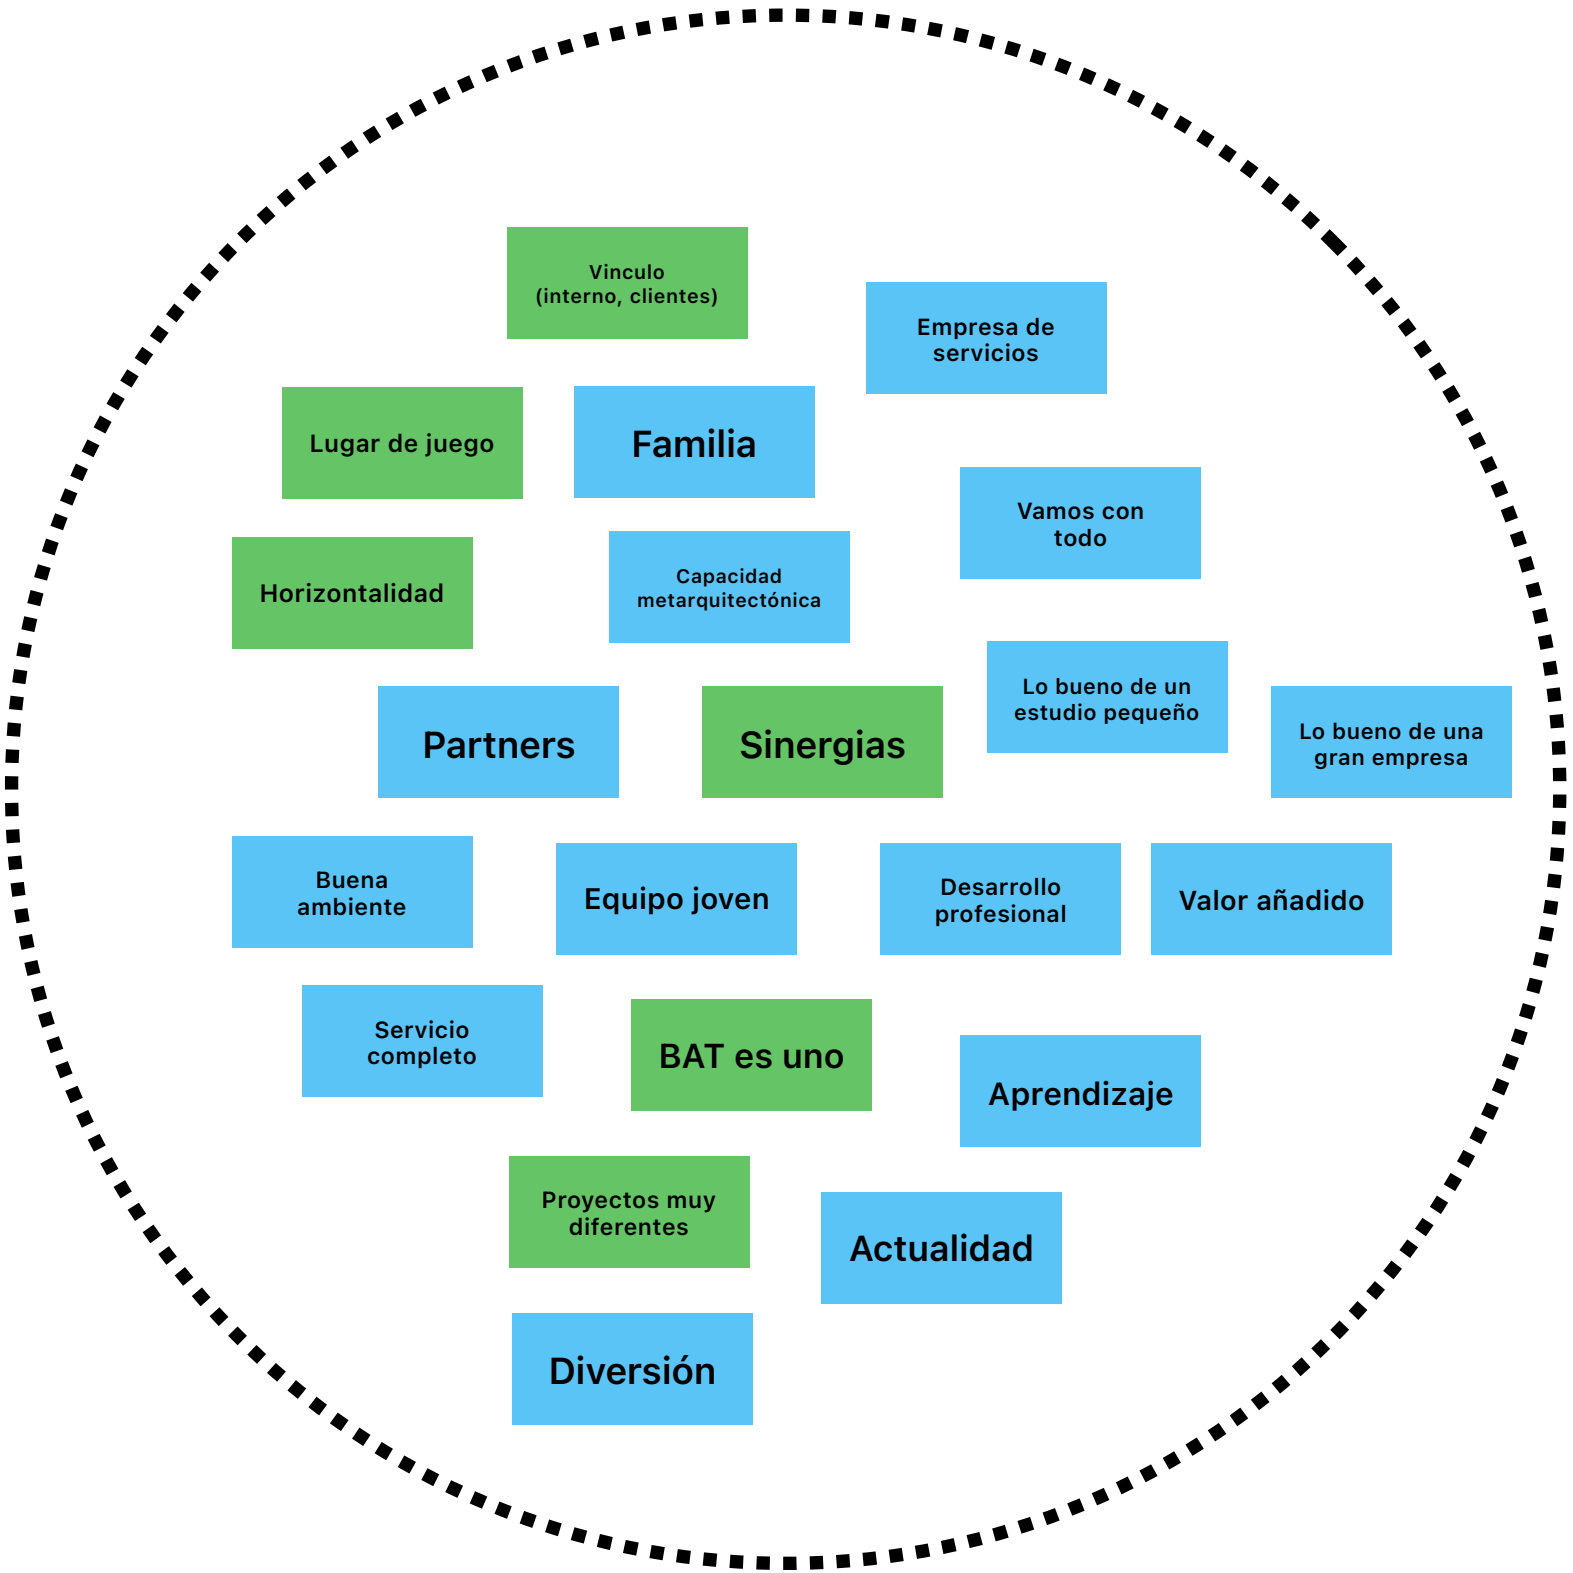 Vinculo
(interno, clientes)
Empresa de
servicios
Lugar de juego
Familia
Vamos con
todo
Horizontalidad
Capacidad
metarquitectónica
Partners
Sinergias
Lo bueno de un
estudio pequeño
Lo bueno de una
gran empresa
Buena
ambiente
Equipo joven
Desarrollo
profesional
Valor añadido
Servicio
completo
BAT es uno
Aprendizaje
Proyectos muy
diferentes
Actualidad
Diversión